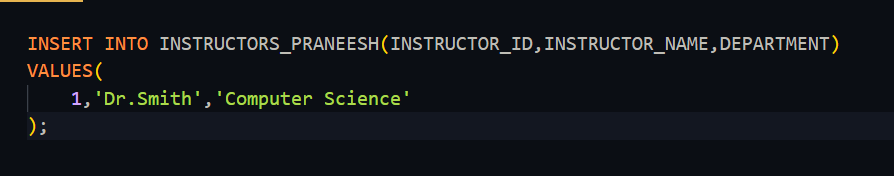 INSERT INTO INSTRUCTORS_PRANEESH(INSTRUCTOR_ID,INSTRUCTOR_NAME,DEPARTMENT)
VALUES(
1,'Dr.Smith','Computer Science'
);